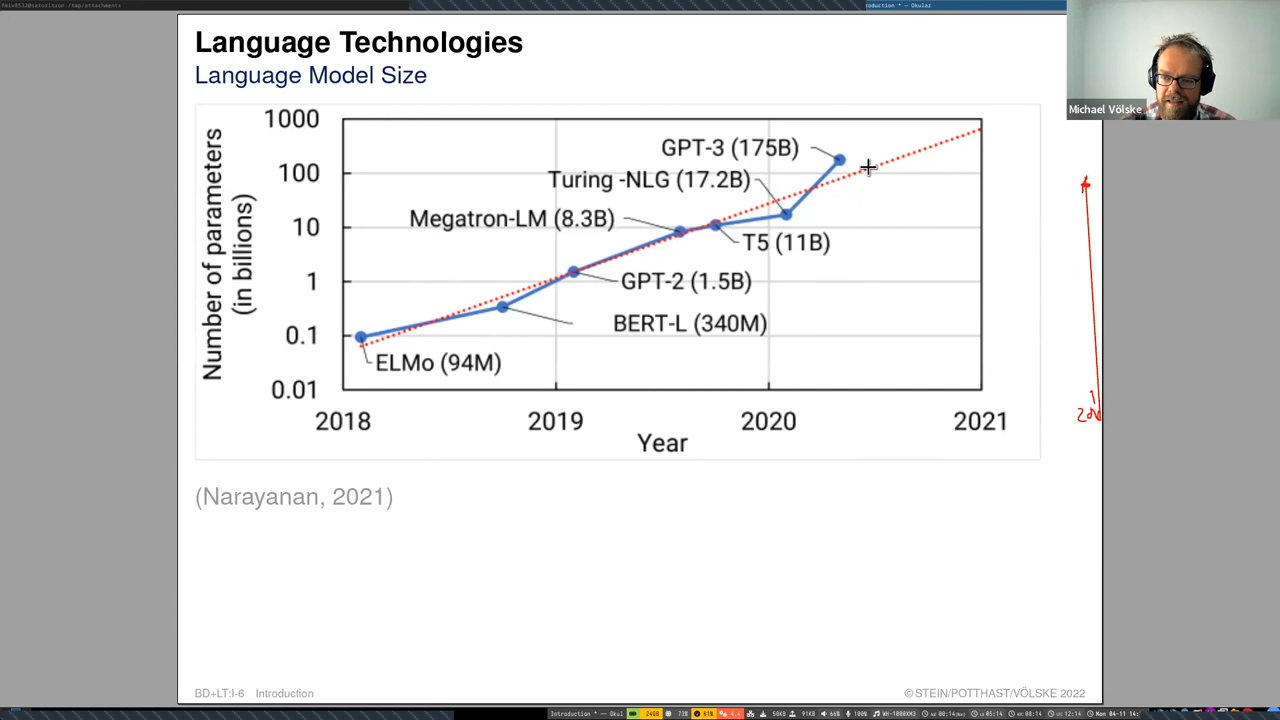 Language Technologies
Language Model Size
Michael Völske
1000
100
10
1
0.1
0.01
Number of parameters
(in billions)
GPT-3 (175B)
Turing -NLG (17.2B)
Megatron-LM (8.3B)
T5 (11B)
GPT-2 (1.5B)
BERT-L (340M)
ELMo (94M)
2018
2019
2020
2021
Year
(Narayanan, 2021)
BD+LT:I-6 Introduction
© STEIN/POTTHAST/VÖLSKE 2022